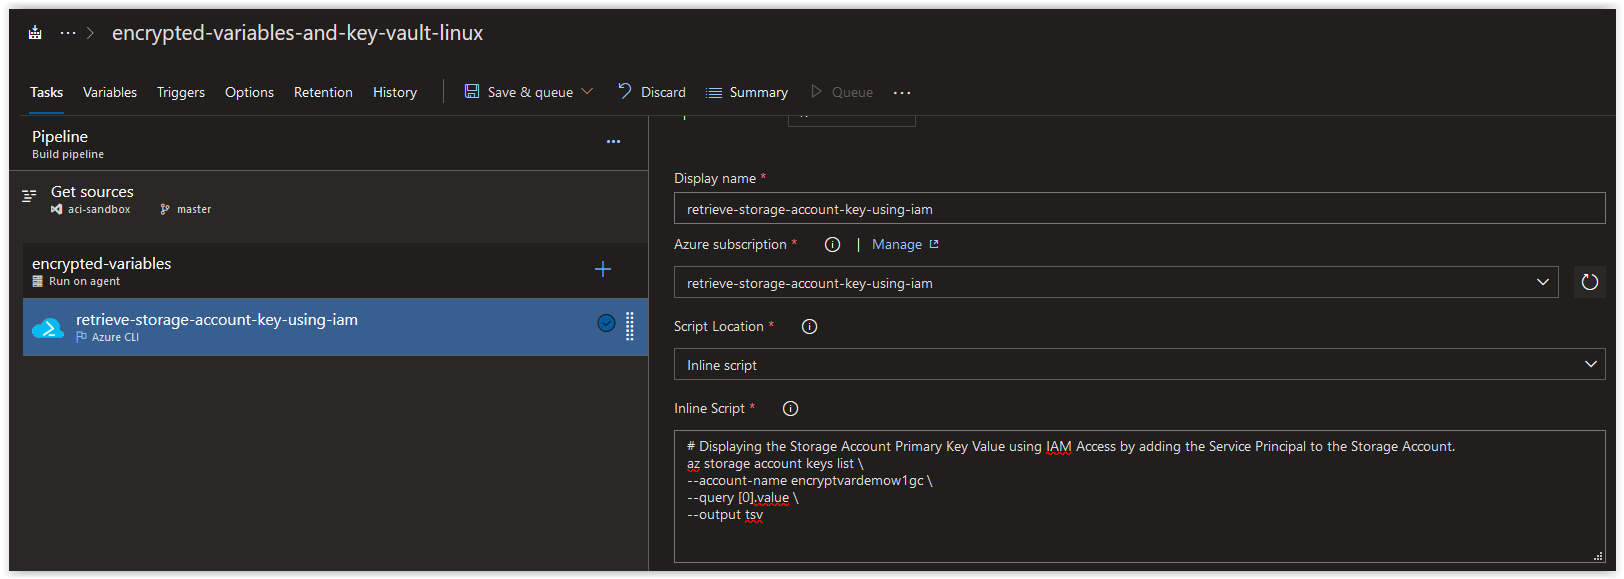 ··· > encrypted-variables-and-key-vault-linux
Tasks Variables Triggers Options Retention History Save & queue Discard Summary Queue ···
Pipeline ···
Build pipeline
Get sources
aci-sandbox master
encrypted-variables +
Run on agent
retrieve-storage-account-key-using-iam
Azure CLI
Display name *
retrieve-storage-account-key-using-iam
Azure subscription * | Manage
retrieve-storage-account-key-using-iam
Script Location *
Inline script
Inline Script *
# Displaying the Storage Account Primary Key Value using IAM Access by adding the Service Principal to the Storage Account.
az storage account keys list \
--account-name encryptvardemow1gc \
--query [0].value \
--output tsv